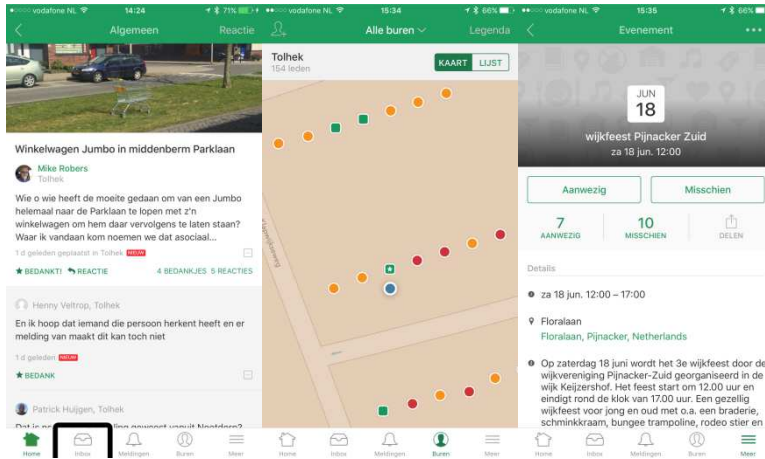 vodafone NL 14:24 71%
Algemeen Reactie
Winkelwagen Jumbo in middenberm Parklaan
Mike Robers
Tolhek
Wie o wie heeft de moeite gedaan om van een Jumbo
helemaal naar de Parklaan te lopen met z'n
winkelwagen om hem daar vervolgens te laten staan?
Waar ik vandaan kom noemen we dat asociaal...
1 d geleden geplaatst in Tolhek NIEUW
BEDANKT! REACTIE 4 BEDANKJES 5 REACTIES
Henny Veltrop, Tolhek
En ik hoop dat iemand die persoon herkent heeft en er
melding van maakt dit kan toch niet
1 d geleden NIEUW
BEDANK
Patrick Huijgen, Tolhek
Home Inbox Meldingen Buren Meer
vodafone NL 15:34 66%
Alle buren Legenda
Tolhek
154 leden
KAART LIJST
Home Inbox Meldingen Buren Meer
vodafone NL 15:35 66%
Evenement
JUN
18
wijkfeest Pijnacker Zuid
za 18 jun. 12:00
Aanwezig Misschien
7 10
AANWEZIG MISSCHIEN DELEN
Details
za 18 jun. 12:00 – 17:00
Floralaan
Floralaan, Pijnacker, Netherlands
Op zaterdag 18 juni wordt het 3e wijkfeest door de
wijkvereniging Pijnacker-Zuid georganiseerd in de
wijk Keijzershof. Het feest start om 12.00 uur en
eindigt rond de klok van 17.00 uur. Een gezellig
wijkfeest voor jong en oud met o.a. een braderie,
schminkkraam, bungee trampoline, rodeo stier en
Home Inbox Meldingen Buren Meer